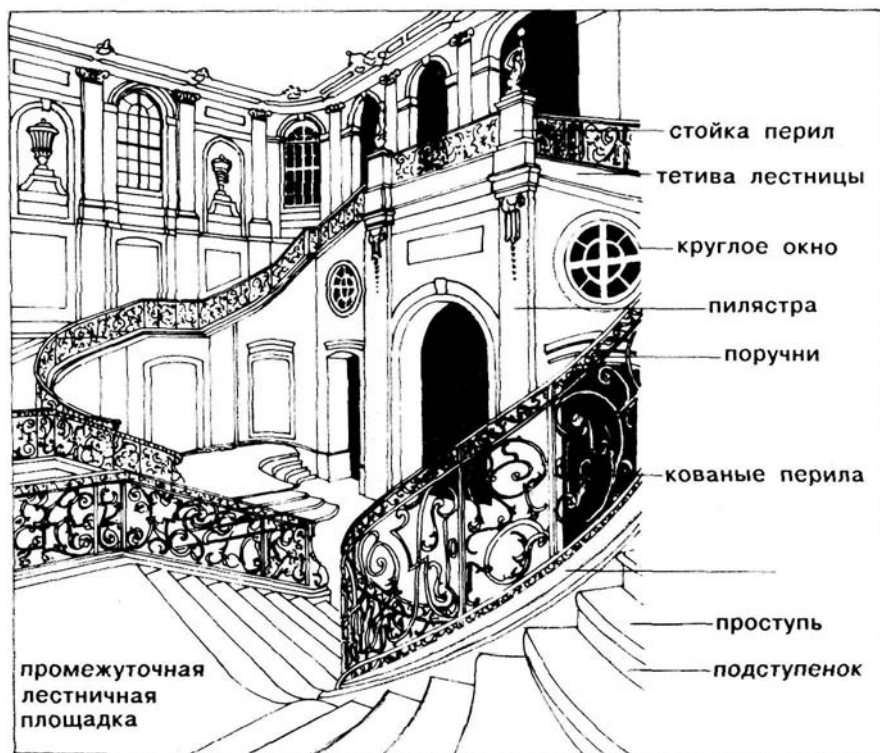 стойка перил
тетива лестницы
круглое окно
пилястра
поручни
кованые перила
проступь
подступенок
промежуточная
лестничная
площадка